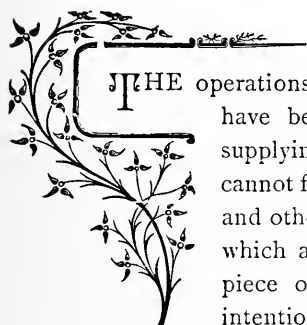 THE operations
have be
supplyin
cannot f
and othe
which a
piece o
intentio